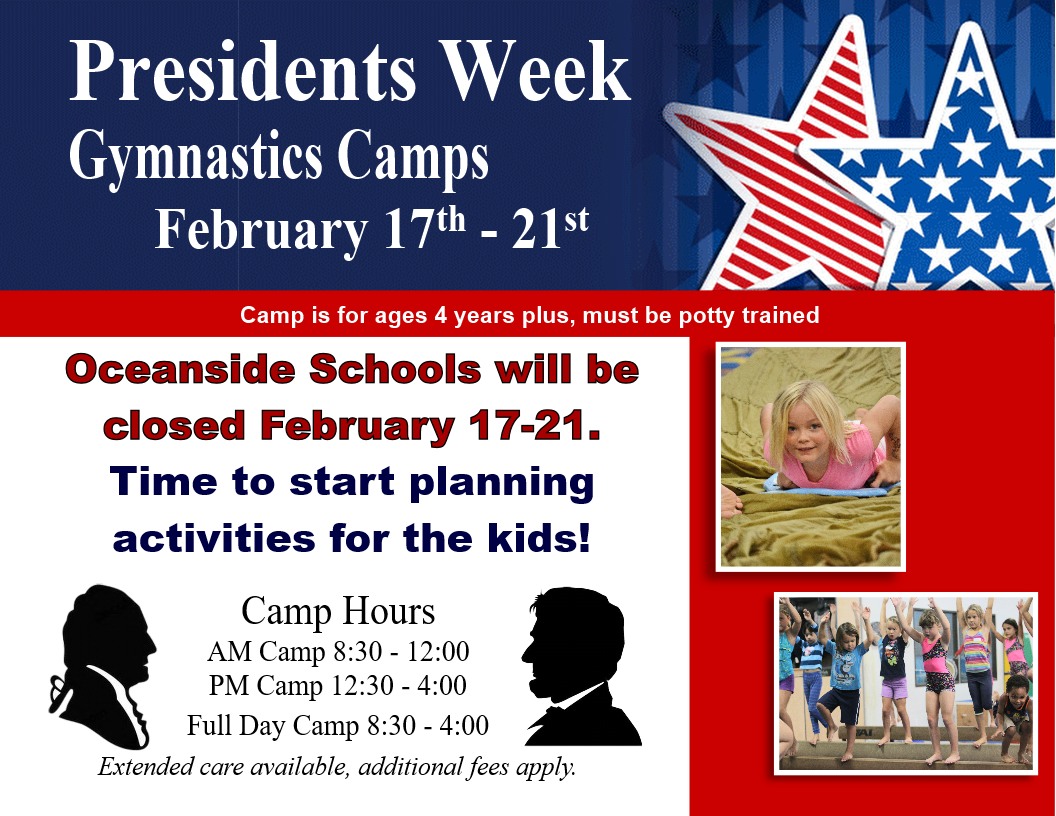 Presidents Week
Gymnastics Camps
February 17th - 21st
Camp is for ages 4 years plus, must be potty trained
Oceanside Schools will be
closed February 17-21.
Time to start planning
activities for the kids!
Camp Hours
AM Camp 8:30 - 12:00
PM Camp 12:30 - 4:00
Full Day Camp 8:30 - 4:00
Extended care available, additional fees apply.